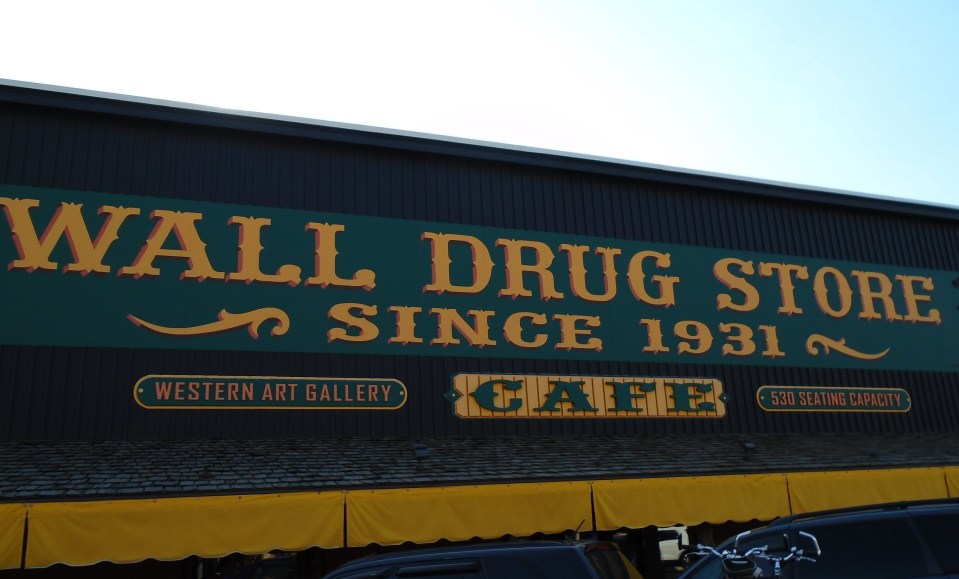 WALL DRUG STORE
SINCE 1931
WESTERN ART GALLERY
CAFE
530 SEATING CAPACITY